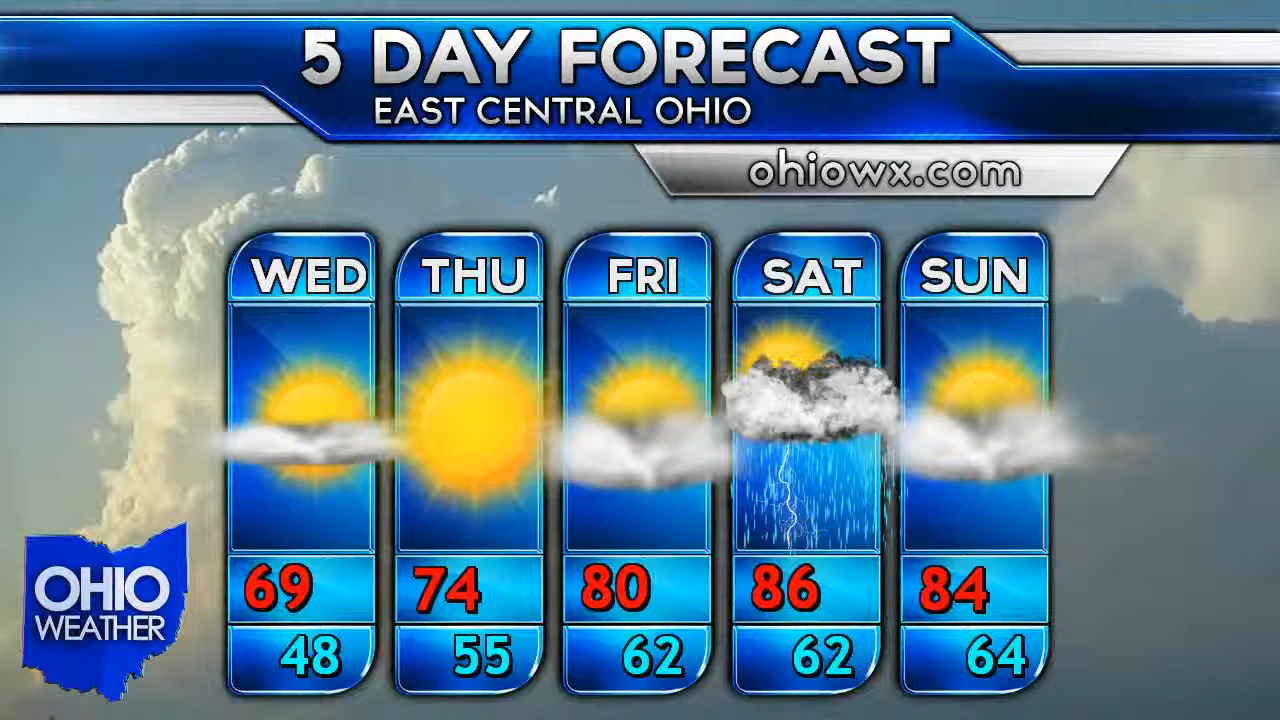 5 DAY FORECAST
EAST CENTRAL OHIO
ohiowx.com
WED THU FRI SAT SUN
69 74 80 86 84
48 55 62 62 64
OHIO
WEATHER